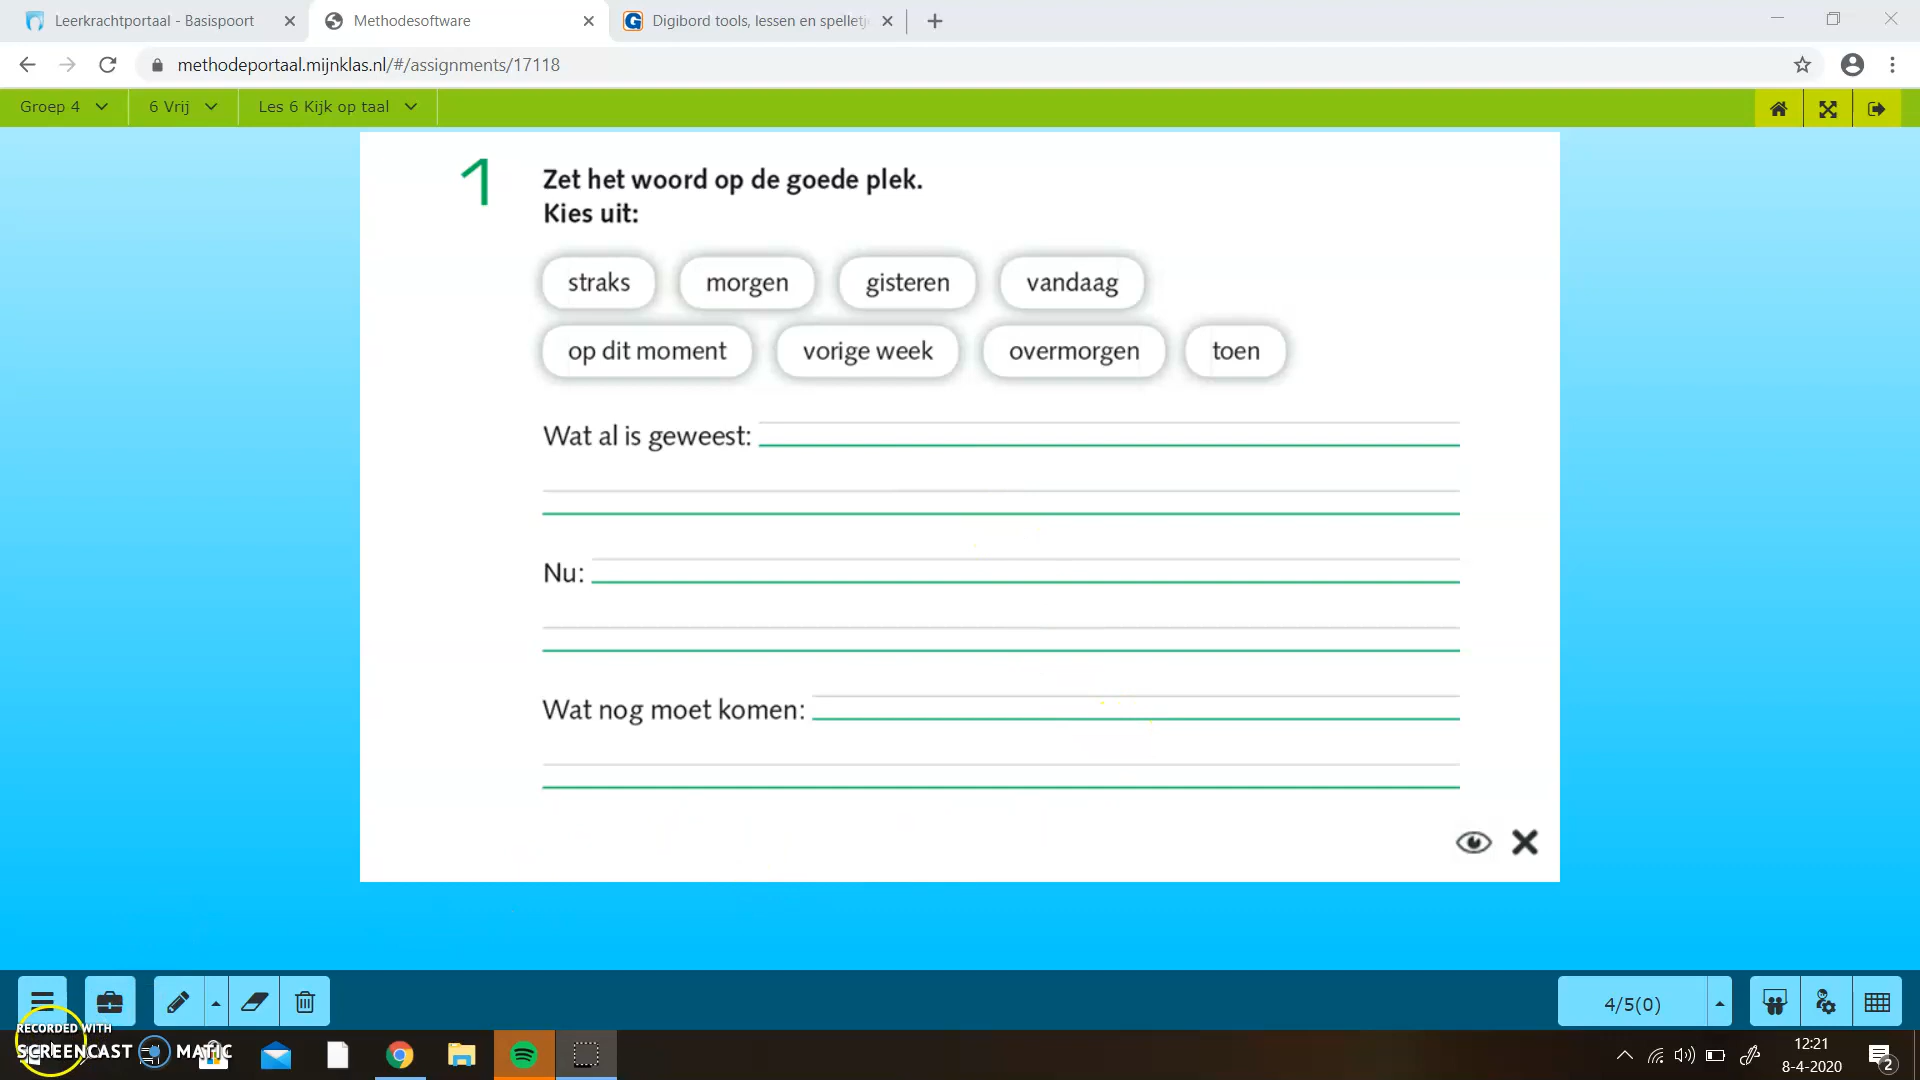 Leerkrachtportaal - Basispoort
Methodesoftware
Digibord tools, lessen en spelletj
methodeportaal.mijnklas.nl/#/assignments/17118
Groep 4
6 Vrij
Les 6 Kijk op taal
1
Zet het woord op de goede plek.
Kies uit:
straks morgen gisteren vandaag
op dit moment vorige week overmorgen toen
Wat al is geweest:
Nu:
Wat nog moet komen:
4/5(0)
RECORDED WITH
SCREENCAST MATIC
12:21
8-4-2020
2